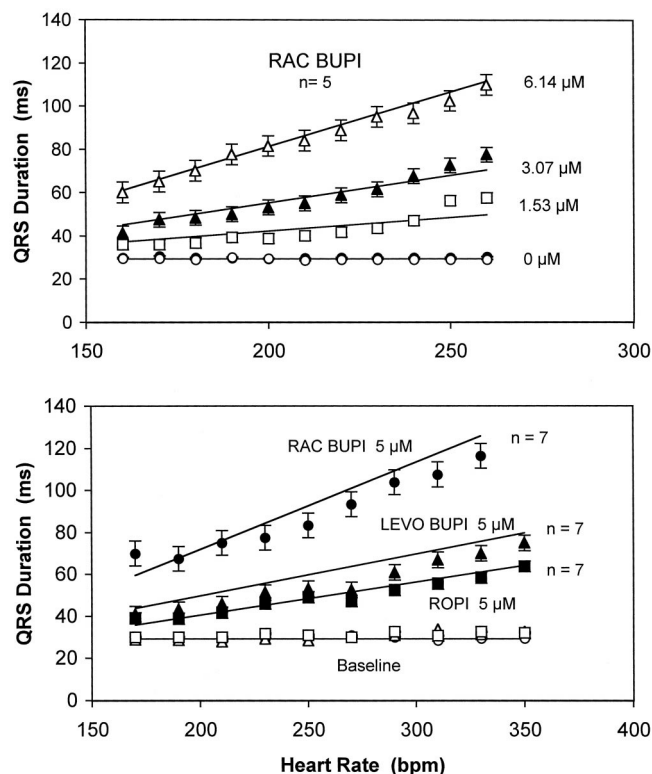 140
120
100
80
60
40
20
0
QRS Duration (ms)
RAC BUPI
n= 5
6.14 µM
3.07 µM
1.53 µM
0 µM
150
200
250
300
Heart Rate (bpm)
140
120
100
80
60
40
20
0
QRS Duration (ms)
RAC BUPI 5 µM
n = 7
LEVO BUPI 5 µM
n = 7
n = 7
ROPI 5 µM
Baseline
150
200
250
300
350
400
Heart Rate (bpm)